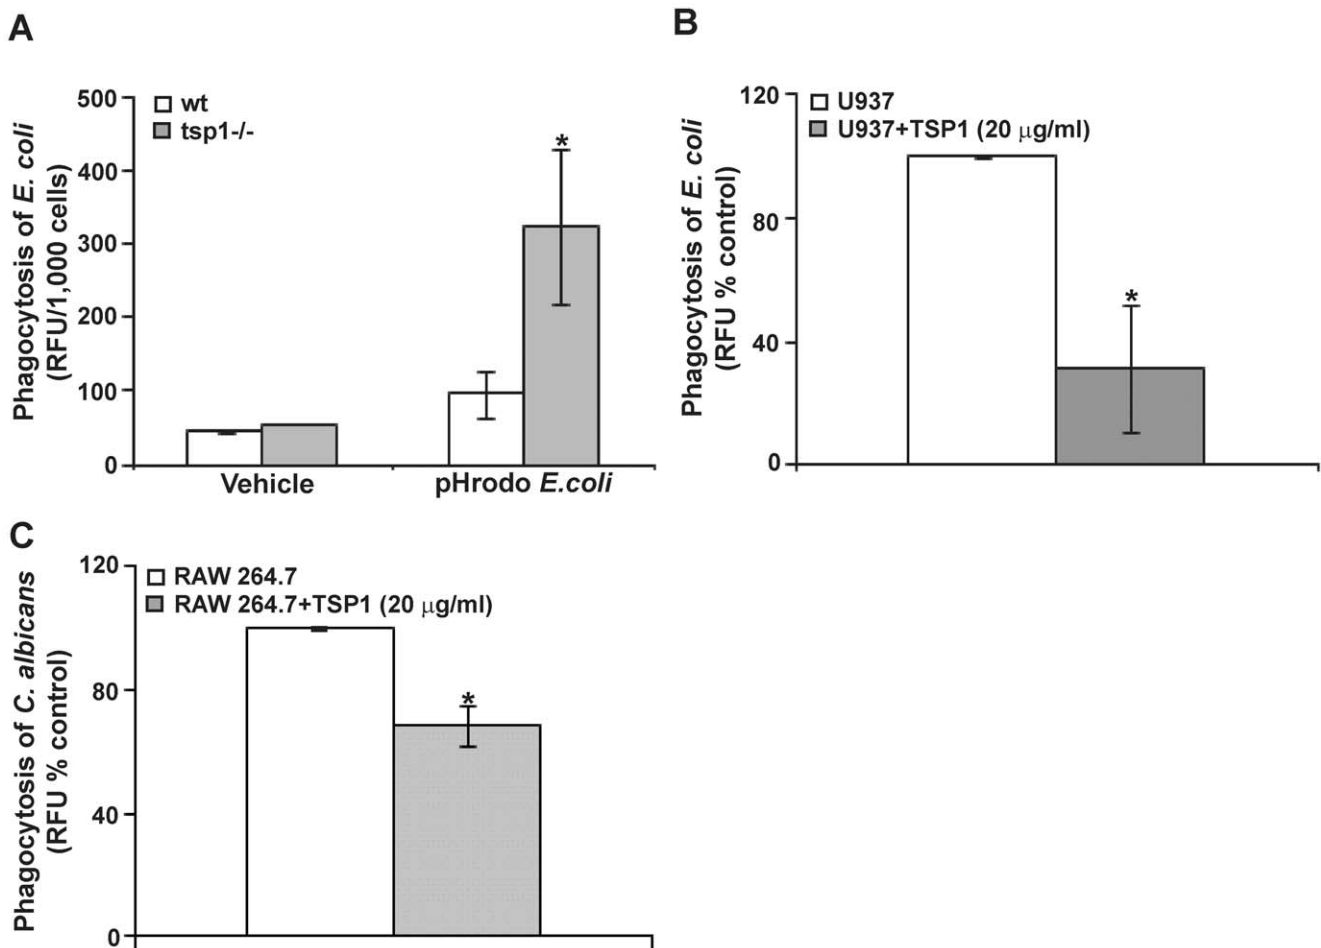 A
Phagocytosis of E. coli
(RFU/1,000 cells)
500
400
300
200
100
0
wt
tsp1-/-
*
Vehicle
pHrodo E.coli
B
Phagocytosis of E. coli
(RFU % control)
120
80
40
0
U937
U937+TSP1 (20 μg/ml)
*
C
Phagocytosis of C. albicans
(RFU % control)
120
80
40
0
RAW 264.7
RAW 264.7+TSP1 (20 μg/ml)
*